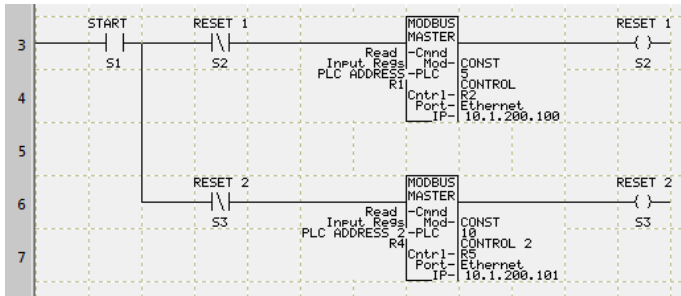 START RESET 1 MODBUS RESET 1
3 MASTER
S1 S2 Read -Cmnd S2
Input Regs Mod- CONST
PLC ADDRESS -PLC 5
R1 CONTROL
4 Cntrl- R2
Port- Ethernet
IP- 10.1.200.100
5
RESET 2 MODBUS RESET 2
6 MASTER
S3 Read -Cmnd S3
Input Regs Mod- CONST
PLC ADDRESS 2 -PLC 10
R4 CONTROL 2
7 Cntrl- R5
Port- Ethernet
IP- 10.1.200.101